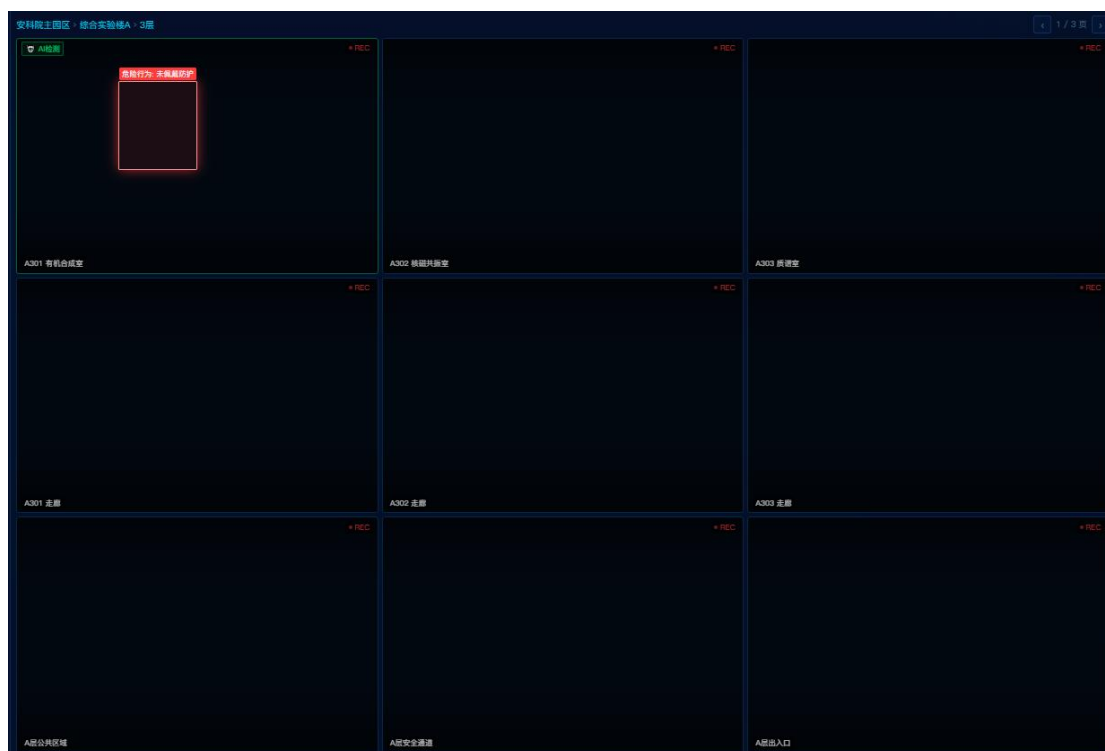 安科院主园区 › 综合实验楼A › 3层
‹ 1 / 3 页 ›
AI检测
REC
REC
REC
危险行为: 未佩戴防护
A301 有机合成室
A302 核磁共振室
A303 质谱室
REC
REC
REC
A301 走廊
A302 走廊
A303 走廊
REC
REC
REC
A层公共区域
A层安全通道
A层出入口